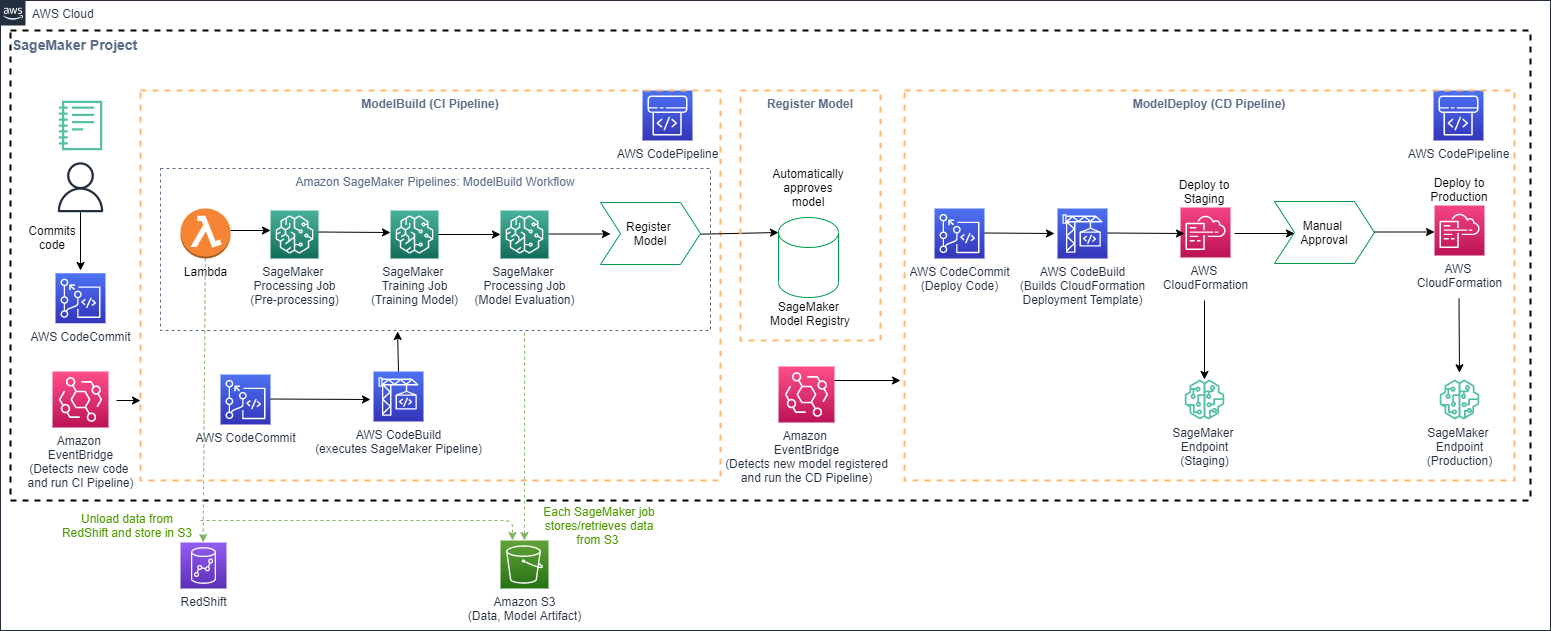 aws
AWS Cloud
SageMaker Project
Commits
code
AWS CodeCommit
Amazon
EventBridge
(Detects new code
and run CI Pipeline)
ModelBuild (CI Pipeline)
AWS CodePipeline
Amazon SageMaker Pipelines: ModelBuild Workflow
Lambda
SageMaker
Processing Job
(Pre-processing)
SageMaker
Training Job
(Training Model)
SageMaker
Processing Job
(Model Evaluation)
Register
Model
AWS CodeCommit
AWS CodeBuild
(executes SageMaker Pipeline)
Register Model
Automatically
approves
model
SageMaker
Model Registry
Amazon
EventBridge
(Detects new model registered
and run the CD Pipeline)
ModelDeploy (CD Pipeline)
AWS CodePipeline
AWS CodeCommit
(Deploy Code)
AWS CodeBuild
(Builds CloudFormation
Deployment Template)
Deploy to
Staging
AWS
CloudFormation
Manual
Approval
Deploy to
Production
AWS
CloudFormation
SageMaker
Endpoint
(Staging)
SageMaker
Endpoint
(Production)
Unload data from
RedShift and store in S3
Each SageMaker job
stores/retrieves data
from S3
RedShift
Amazon S3
(Data, Model Artifact)